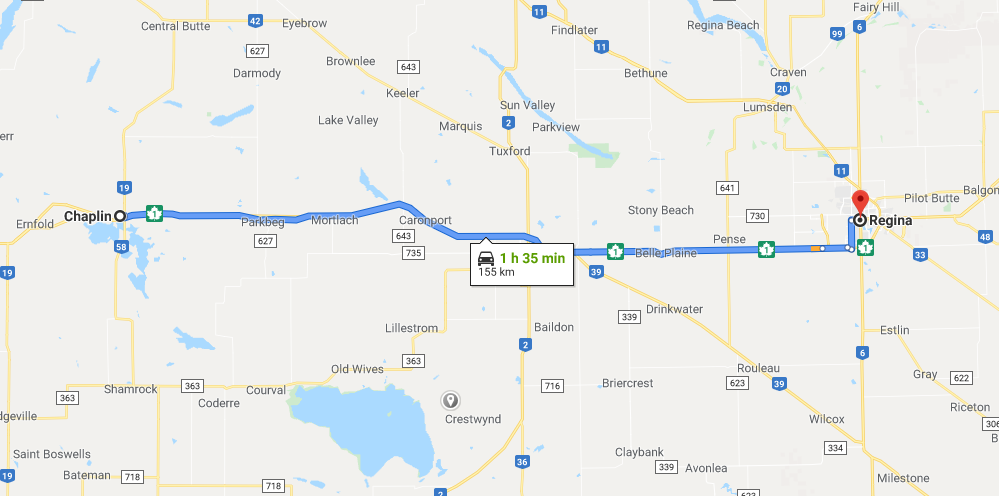 Fairy Hill
11
42
Eyebrow
Central Butte
Regina Beach
6
99
Findlater
11
627
Brownlee
643
Darmody
Bethune
Craven
20
Keeler
Sun Valley
Lumsden
Lake Valley
Marquis
2
Parkview
Tuxford
11
19
641
Pilot Butte
Balgon
Chaplin
1
Stony Beach
730
Regina
Ernfold
Parkbeg
Mortlach
Caronport
627
643
735
58
Pense
48
1
Belle Plaine
1
1
33
1 h 35 min
155 km
19
39
Drinkwater
339
Lillestrom
Baildon
2
Estlin
6
363
Old Wives
Rouleau
Gray
622
Shamrock
363
Courval
716
Briercrest
623
39
363
Coderre
Riceton
dgeville
Crestwynd
Wilcox
306
Saint Boswells
Claybank
334
36
339
Avonlea
19
Bateman
718
Milestone
718
2
623